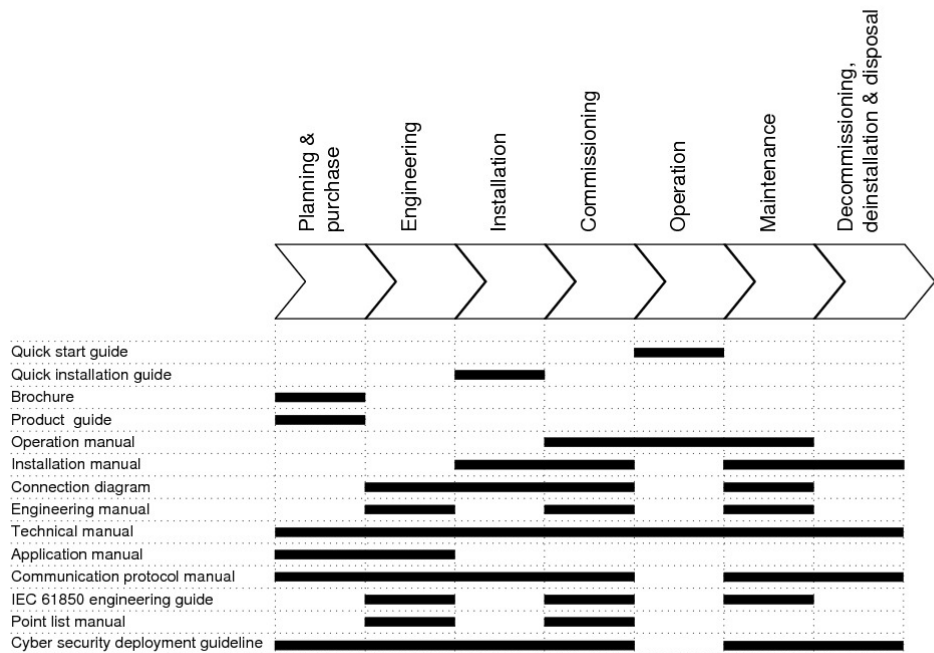 Planning &
purchase
Engineering
Installation
Commissioning
Operation
Maintenance
Decommissioning,
deinstallation & disposal
Quick start guide
Quick installation guide
Brochure
Product guide
Operation manual
Installation manual
Connection diagram
Engineering manual
Technical manual
Application manual
Communication protocol manual
IEC 61850 engineering guide
Point list manual
Cyber security deployment guideline